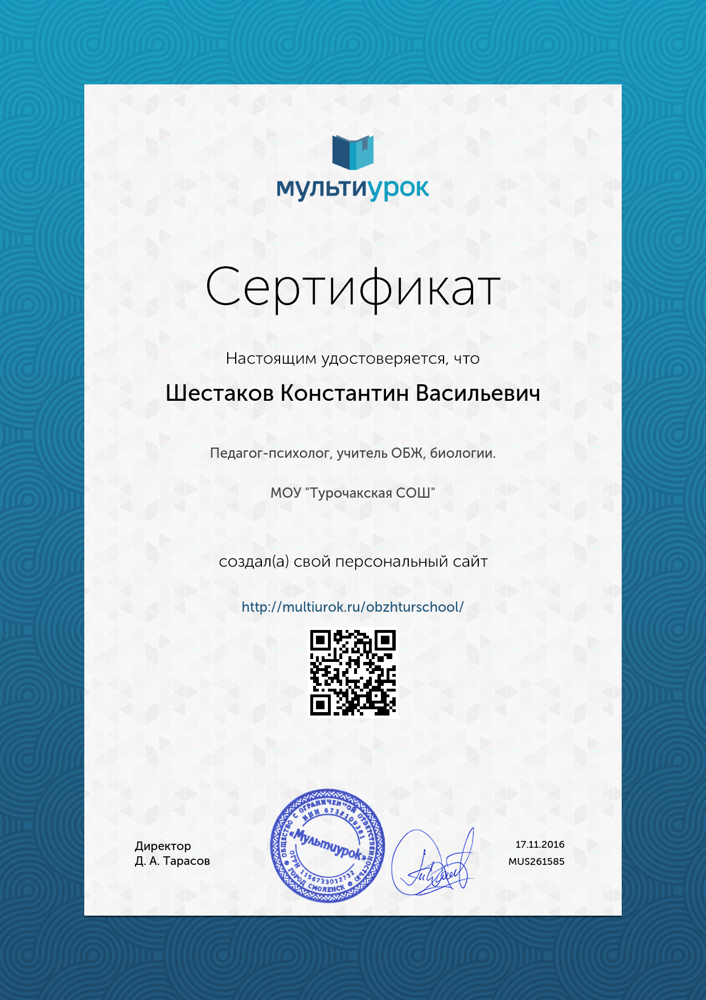 мультиурок
Сертификат
Настоящим удостоверяется, что
Шестаков Константин Васильевич
Педагог-психолог, учитель ОБЖ, биологии.
МОУ "Турочакская СОШ"
создал(а) свой персональный сайт
http://multiurok.ru/obzhturschool/
ОБЩЕСТВО С ОГРАНИЧЕННОЙ ОТВЕТСТВЕННОСТЬЮ
ИНН 6732109381
«Мультиурок»
ОГРН 1156733012732
ГОРОД СМОЛЕНСК
Директор
Д. А. Тарасов
17.11.2016
MUS261585